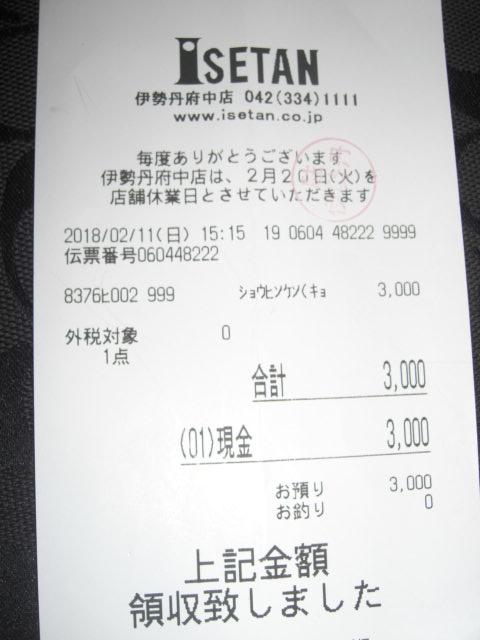 ISETAN
伊勢丹府中店 042(334)1111
www.isetan.co.jp
毎度ありがとうございます
伊勢丹府中店は、2月20日(火)を
店舗休業日とさせていただきます
2018/02/11(日) 15:15 19 0604 48222 9999
伝票番号060448222
8376ﾋ002 999 ｼｮｳﾋﾝｹﾝ(ｷｮ 3,000
外税対象 0
1点
合計 3,000
(01)現金 3,000
お預り 3,000
お釣り 0
上記金額
領収致しました